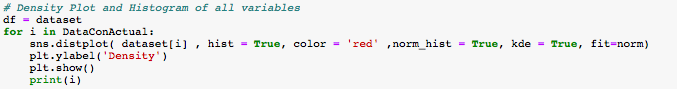 # Density Plot and Histogram of all variables
df = dataset
for i in DataConActual:
    sns.distplot( dataset[i] , hist = True, color = 'red' ,norm_hist = True, kde = True, fit=norm)
    plt.ylabel('Density')
    plt.show()
    print(i)